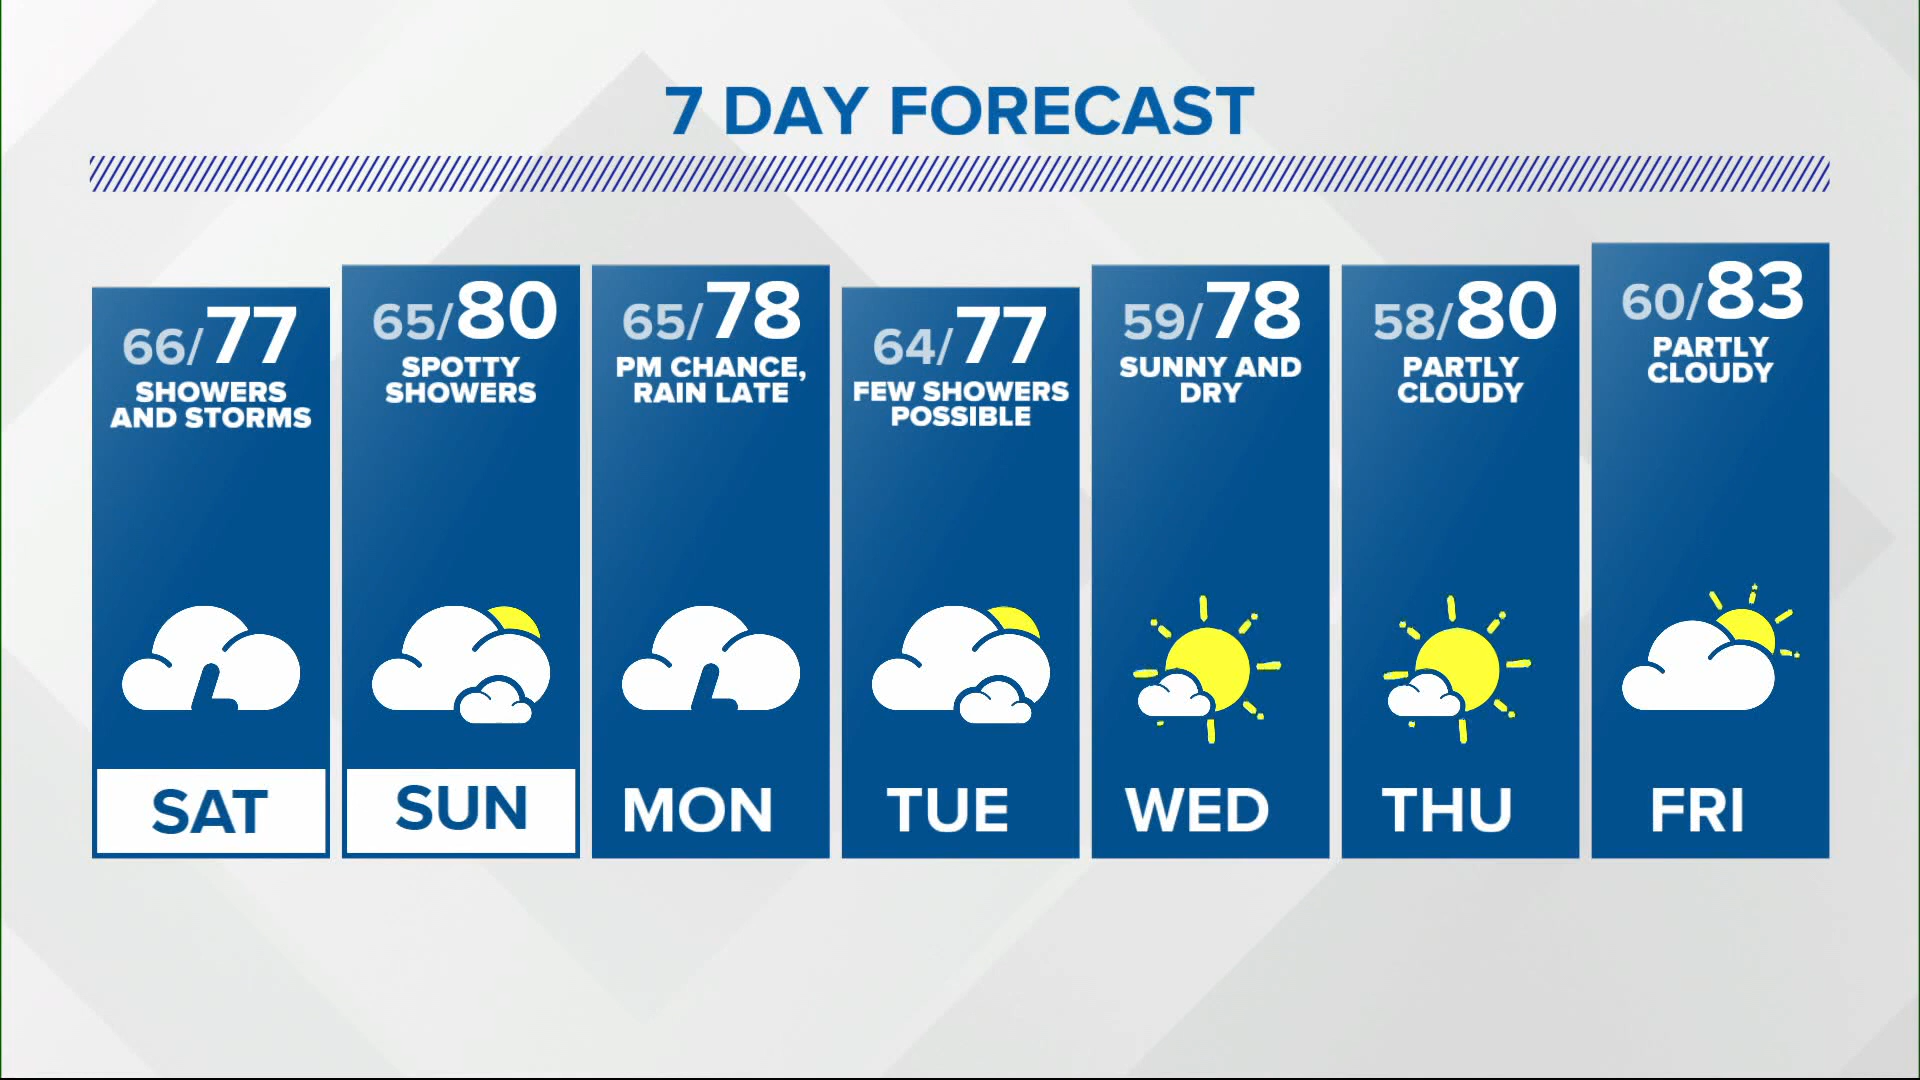 7 DAY FORECAST
66/77
SHOWERS
AND STORMS
SAT
65/80
SPOTTY
SHOWERS
SUN
65/78
PM CHANCE,
RAIN LATE
MON
64/77
FEW SHOWERS
POSSIBLE
TUE
59/78
SUNNY AND
DRY
WED
58/80
PARTLY
CLOUDY
THU
60/83
PARTLY
CLOUDY
FRI